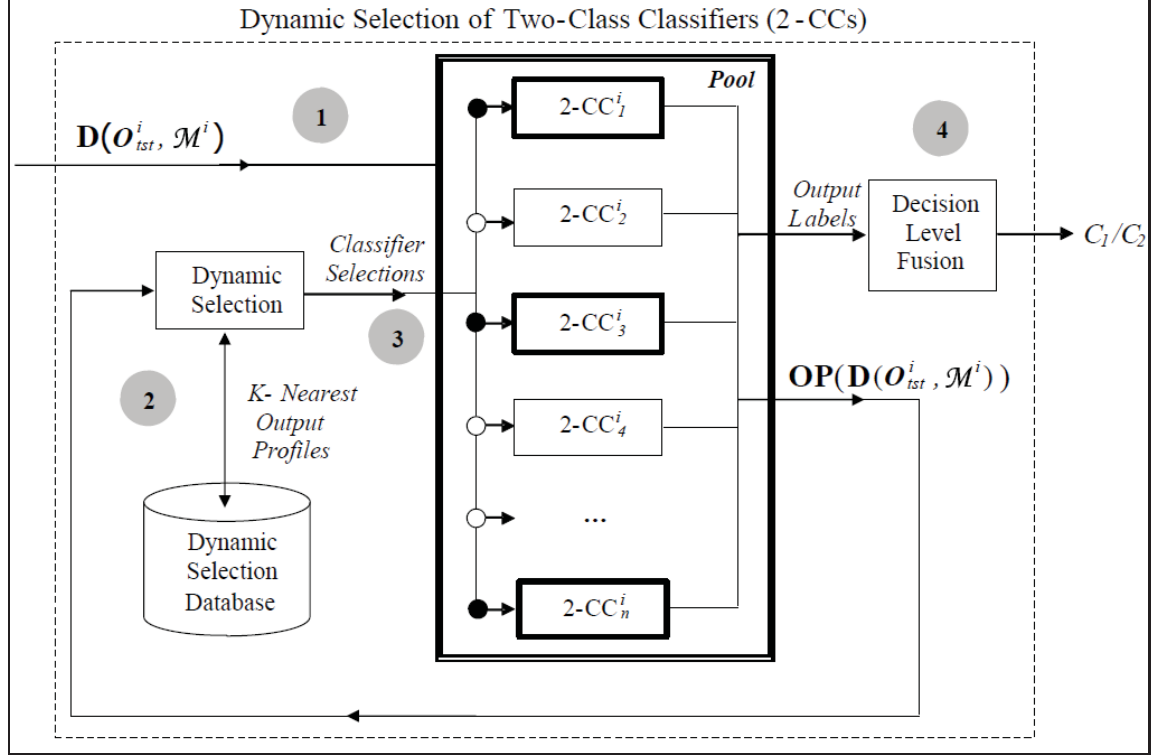 Dynamic Selection of Two-Class Classifiers (2-CCs)
Pool
1
D(O^i_tst, ℳ^i)
2-CC^i_1
4
2-CC^i_2
Output
Labels
Decision
Level
Fusion
C_1/C_2
Classifier
Selections
Dynamic
Selection
3
2-CC^i_3
OP(D(O^i_tst, ℳ^i))
2
K- Nearest
Output
Profiles
2-CC^i_4
...
Dynamic
Selection
Database
2-CC^i_n